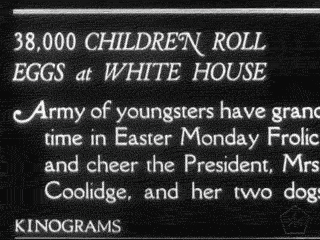 38,000 CHILDREN ROLL
EGGS at WHITE HOUSE
Army of youngsters have grand
time in Easter Monday Frolic
and cheer the President, Mrs
Coolidge, and her two dogs
KINOGRAMS